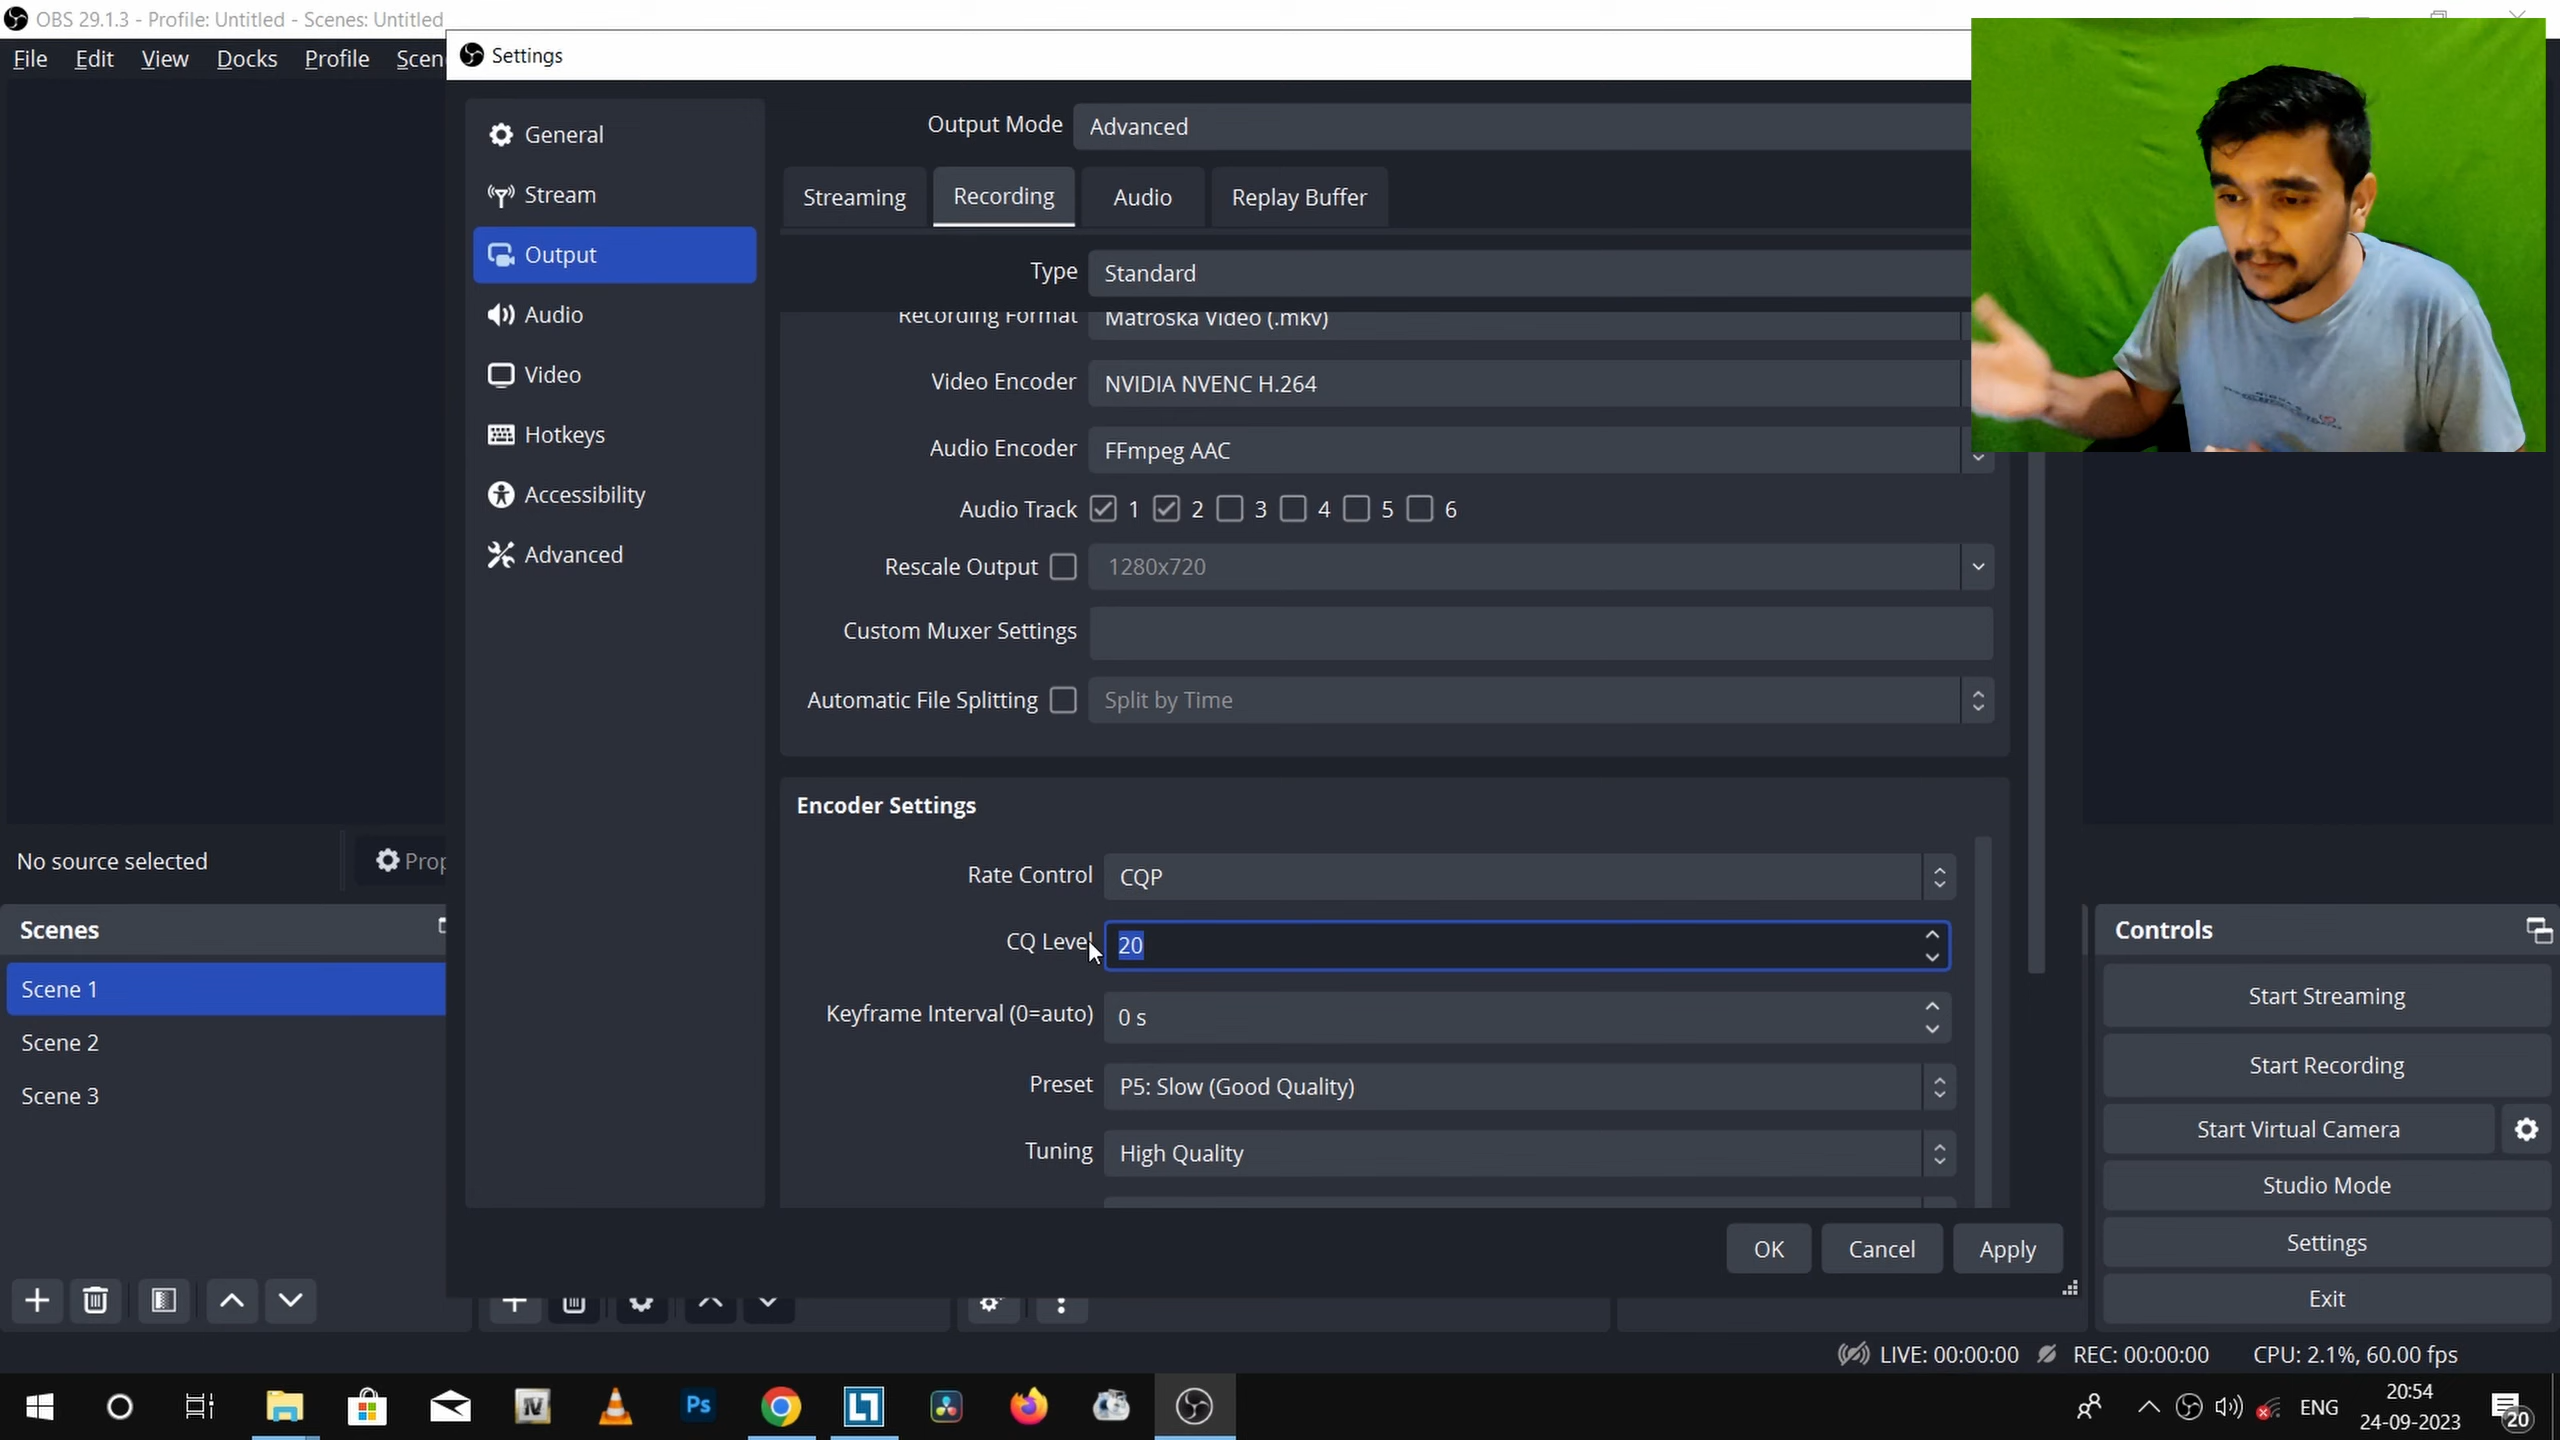 OBS 29.1.3 - Profile: Untitled - Scenes: Untitled
File Edit View Docks Profile Scen
Settings
General
Stream
Output
Audio
Video
Hotkeys
Accessibility
Advanced
Output Mode Advanced
Streaming Recording Audio Replay Buffer
Type Standard
Recording Format Matroska Video (.mkv)
Video Encoder NVIDIA NVENC H.264
Audio Encoder FFmpeg AAC
Audio Track 1 2 3 4 5 6
Rescale Output 1280x720
Custom Muxer Settings
Automatic File Splitting Split by Time
Encoder Settings
Rate Control CQP
CQ Level 20
Keyframe Interval (0=auto) 0 s
Preset P5: Slow (Good Quality)
Tuning High Quality
OK Cancel Apply
No source selected Prop
Scenes
Scene 1
Scene 2
Scene 3
Controls
Start Streaming
Start Recording
Start Virtual Camera
Studio Mode
Settings
Exit
LIVE: 00:00:00 REC: 00:00:00 CPU: 2.1%, 60.00 fps
Ps
ENG
20:54
24-09-2023
20